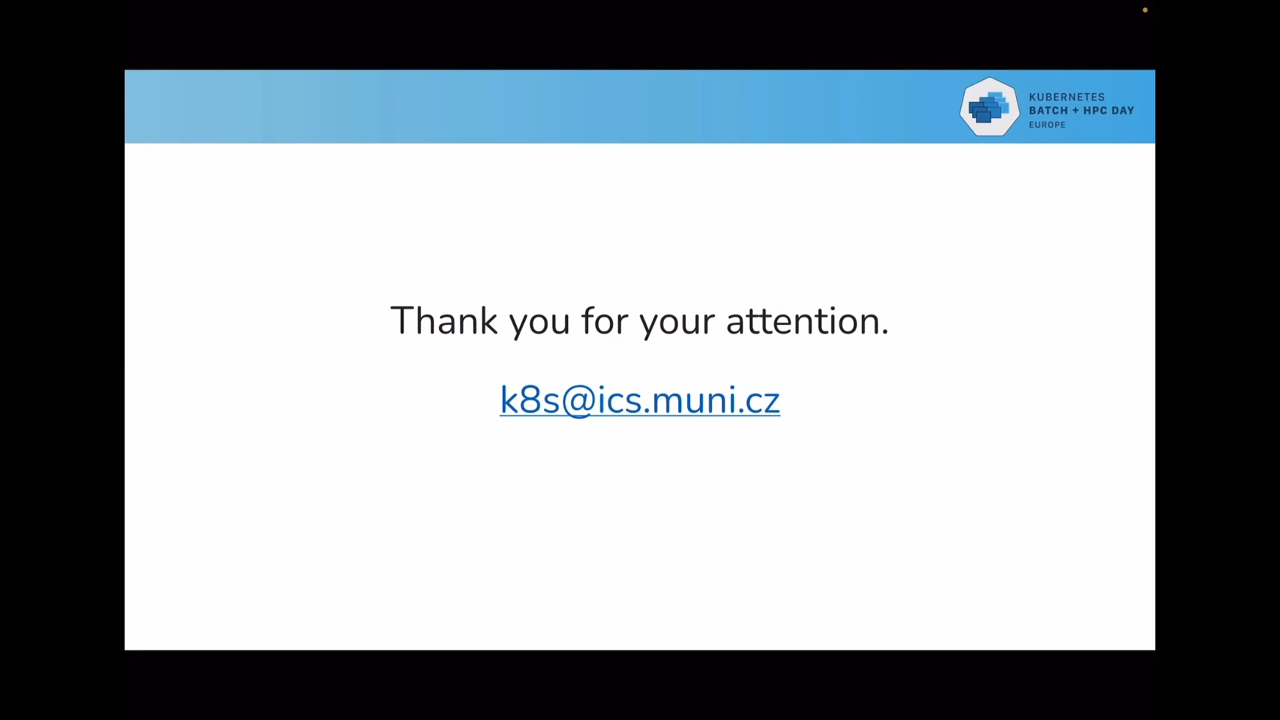 KUBERNETES
BATCH + HPC DAY
EUROPE
Thank you for your attention.
k8s@ics.muni.cz